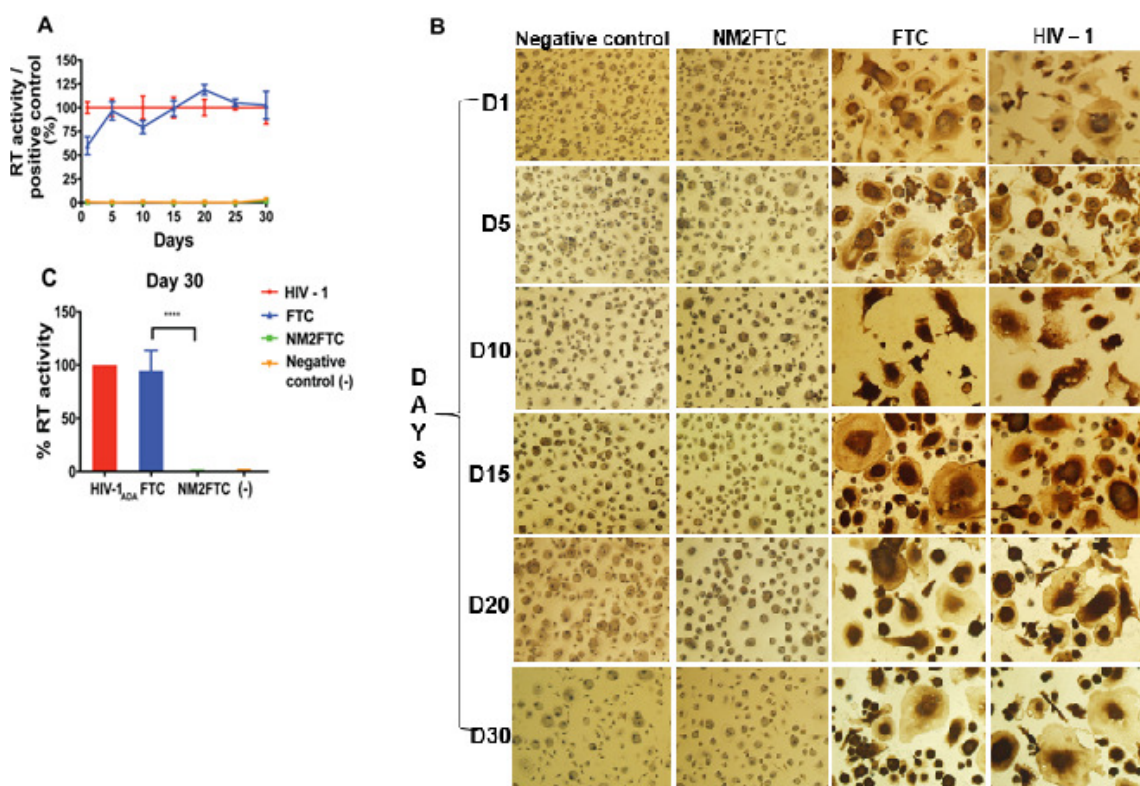 A
RT activity /
positive control
(%)
150
125
100
75
50
25
0
0 5 10 15 20 25 30
Days
C
Day 30
% RT activity
150
100
50
0
HIV-1ADA FTC NM2FTC (-)
HIV - 1
FTC
NM2FTC
Negative
control (-)
****
B
Negative control NM2FTC FTC HIV – 1
DAYS
D1
D5
D10
D15
D20
D30